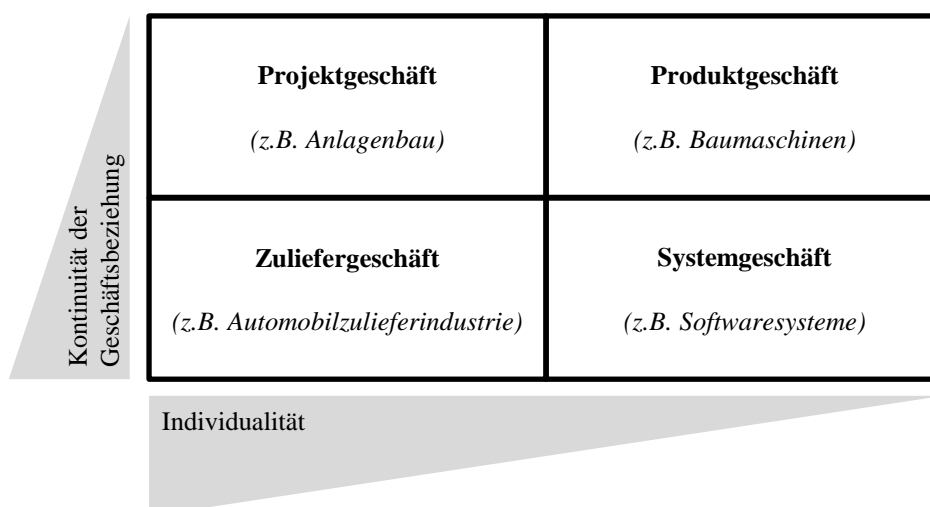 Projektgeschäft
(z.B. Anlagenbau)
Produktgeschäft
(z.B. Baumaschinen)
Zuliefergeschäft
(z.B. Automobilzulieferindustrie)
Systemgeschäft
(z.B. Softwaresysteme)
Kontinuität der
Geschäftsbeziehung
Individualität